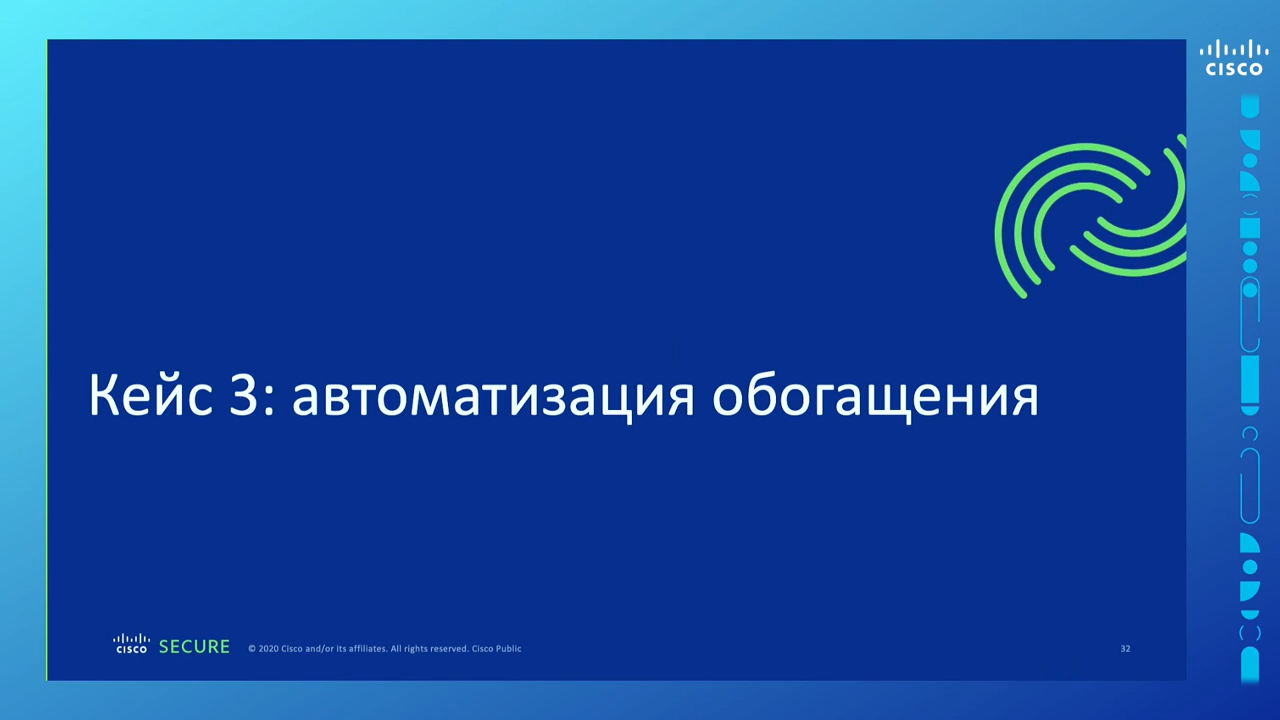 CISCO
Кейс 3: автоматизация обогащения
CISCO SECURE © 2020 Cisco and/or its affiliates. All rights reserved. Cisco Public 32